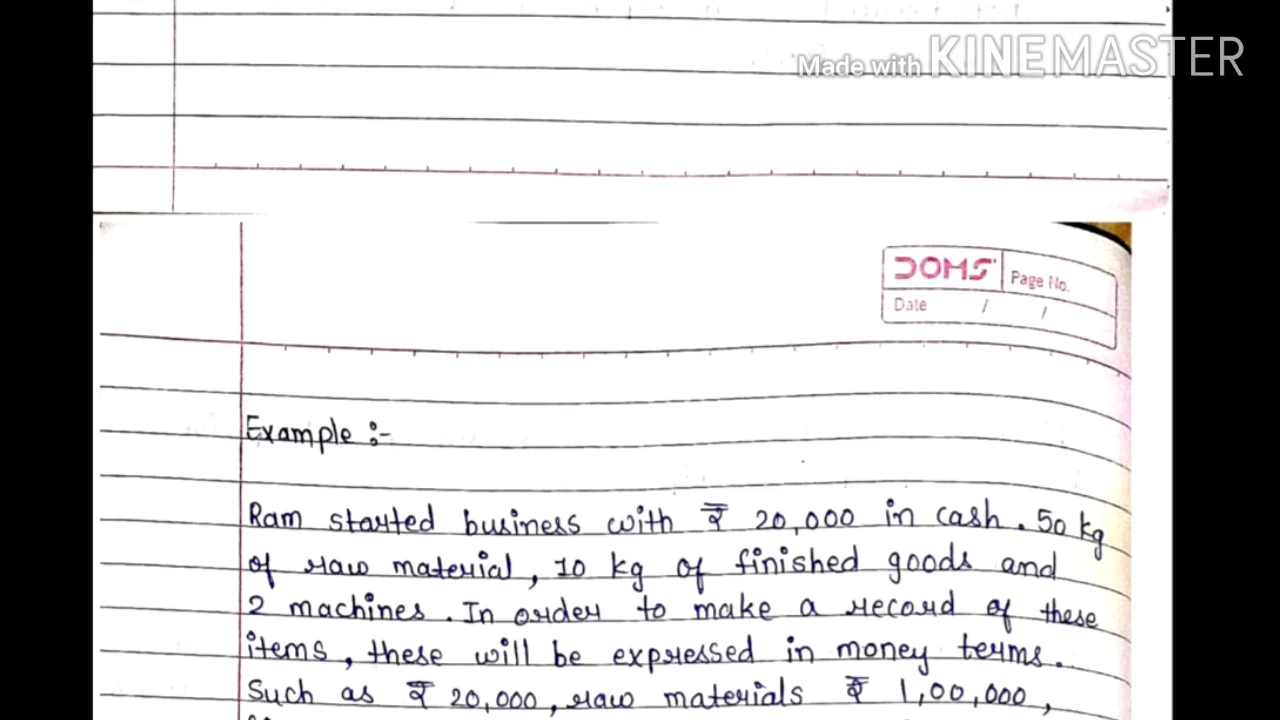 Made with KINEMASTER
DOMS
Page No.
Date / /
Example :-
Ram started business with ₹ 20,000 in cash. 50 kg
of raw material, 10 kg of finished goods and
2 machines. In order to make a record of these
items, these will be expressed in money terms.
Such as ₹ 20,000, raw materials ₹ 1,00,000,